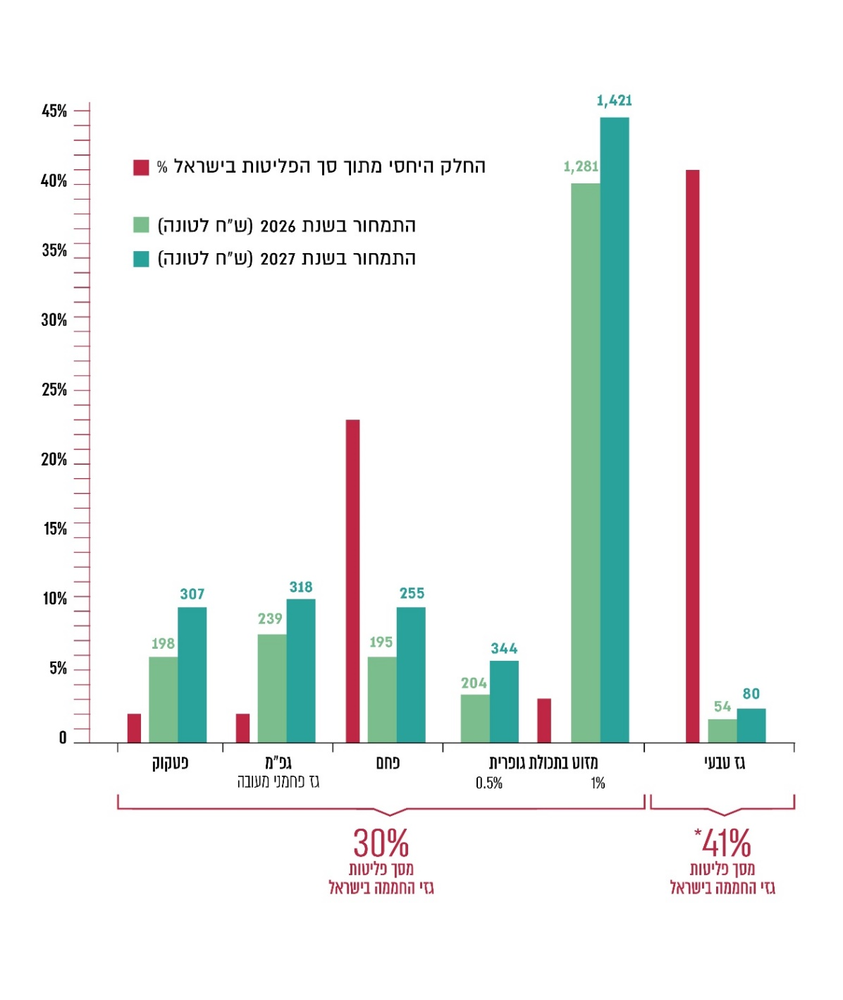 45%
40%
35%
30%
25%
20%
15%
10%
5%
0
החלק היחסי מתוך סך הפליטות בישראל %
התמחור בשנת 2026 (ש"ח לטונה)
התמחור בשנת 2027 (ש"ח לטונה)
198
307
239
318
195
255
204
344
1,281
1,421
54
80
פטקוק
גפ"מ
גז פחמני מעובה
פחם
מזוט בתכולת גופרית
0.5%
1%
גז טבעי
30%
מסך פליטות
גזי החממה בישראל
*41%
מסך פליטות
גזי החממה בישראל